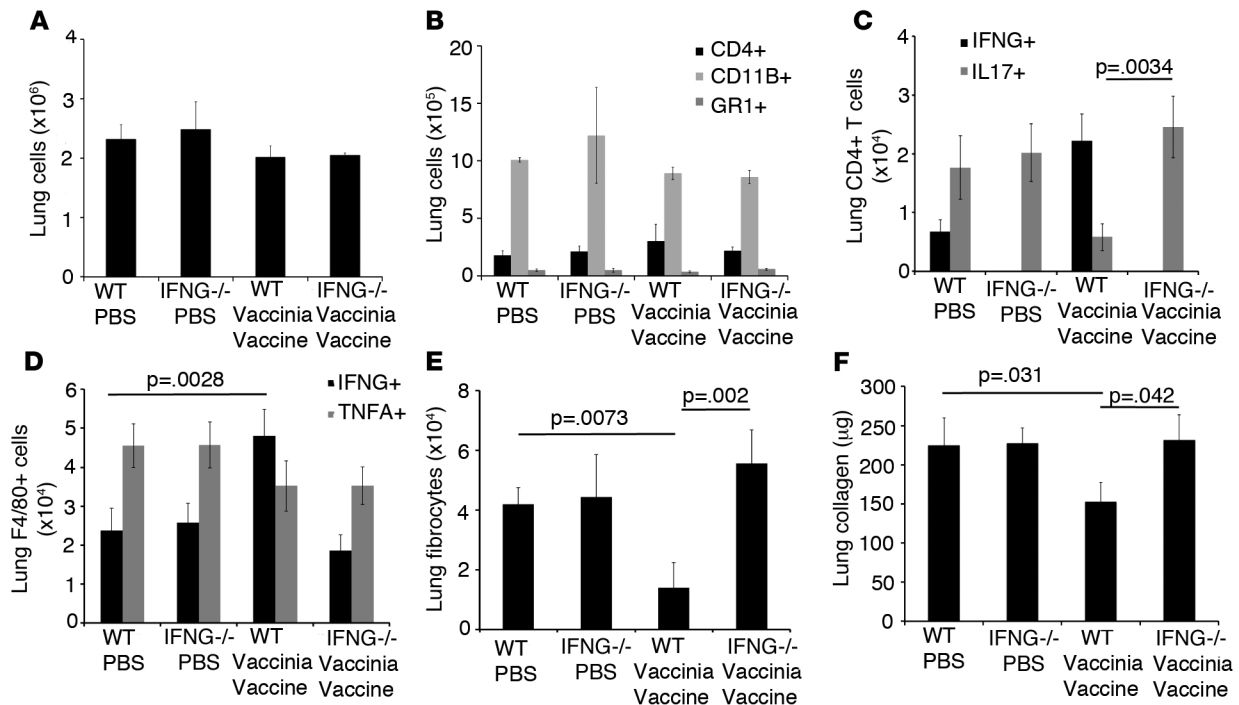 A
Lung cells (x10⁶)
4
3
2
1
0
WT
PBS
IFNG-/-
PBS
WT
Vaccinia
Vaccine
IFNG-/-
Vaccinia
Vaccine
B
Lung cells (x10⁵)
20
15
10
5
0
CD4+
CD11B+
GR1+
WT
PBS
IFNG-/-
PBS
WT
Vaccinia
Vaccine
IFNG-/-
Vaccinia
Vaccine
C
Lung CD4+ T cells
(x10⁴)
4
3
2
1
0
IFNG+
IL17+
p=.0034
WT
PBS
IFNG-/-
PBS
WT
Vaccinia
Vaccine
IFNG-/-
Vaccinia
Vaccine
D
Lung F4/80+ cells
(x10⁴)
6
5
4
3
2
1
0
p=.0028
IFNG+
TNFA+
WT
PBS
IFNG-/-
PBS
WT
Vaccinia
Vaccine
IFNG-/-
Vaccinia
Vaccine
E
Lung fibrocytes (x10⁴)
8
6
4
2
0
p=.0073
p=.002
WT
PBS
IFNG-/-
PBS
WT
Vaccinia
Vaccine
IFNG-/-
Vaccinia
Vaccine
F
Lung collagen (µg)
300
250
200
150
100
50
0
p=.031
p=.042
WT
PBS
IFNG-/-
PBS
WT
Vaccinia
Vaccine
IFNG-/-
Vaccinia
Vaccine